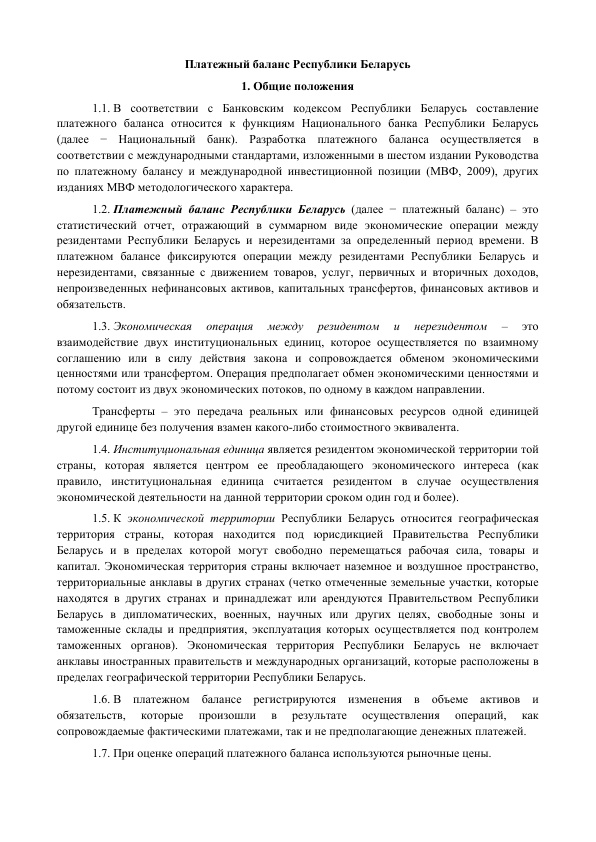 Платежный баланс Республики Беларусь
1. Общие положения
1.1. В соответствии с Банковским кодексом Республики Беларусь составление
платежного баланса относится к функциям Национального банка Республики Беларусь
(далее − Национальный банк). Разработка платежного баланса осуществляется в
соответствии с международными стандартами, изложенными в шестом издании Руководства
по платежному балансу и международной инвестиционной позиции (МВФ, 2009), других
изданиях МВФ методологического характера.
1.2. Платежный баланс Республики Беларусь (далее − платежный баланс) – это
статистический отчет, отражающий в суммарном виде экономические операции между
резидентами Республики Беларусь и нерезидентами за определенный период времени. В
платежном балансе фиксируются операции между резидентами Республики Беларусь и
нерезидентами, связанные с движением товаров, услуг, первичных и вторичных доходов,
непроизведенных нефинансовых активов, капитальных трансфертов, финансовых активов и
обязательств.
1.3. Экономическая операция между резидентом и нерезидентом – это
взаимодействие двух институциональных единиц, которое осуществляется по взаимному
соглашению или в силу действия закона и сопровождается обменом экономическими
ценностями или трансфертом. Операция предполагает обмен экономическими ценностями и
потому состоит из двух экономических потоков, по одному в каждом направлении.
Трансферты – это передача реальных или финансовых ресурсов одной единицей
другой единице без получения взамен какого-либо стоимостного эквивалента.
1.4. Институциональная единица является резидентом экономической территории той
страны, которая является центром ее преобладающего экономического интереса (как
правило, институциональная единица считается резидентом в случае осуществления
экономической деятельности на данной территории сроком один год и более).
1.5. К экономической территории Республики Беларусь относится географическая
территория страны, которая находится под юрисдикцией Правительства Республики
Беларусь и в пределах которой могут свободно перемещаться рабочая сила, товары и
капитал. Экономическая территория страны включает наземное и воздушное пространство,
территориальные анклавы в других странах (четко отмеченные земельные участки, которые
находятся в других странах и принадлежат или арендуются Правительством Республики
Беларусь в дипломатических, военных, научных или других целях, свободные зоны и
таможенные склады и предприятия, эксплуатация которых осуществляется под контролем
таможенных органов). Экономическая территория Республики Беларусь не включает
анклавы иностранных правительств и международных организаций, которые расположены в
пределах географической территории Республики Беларусь.
1.6. В платежном балансе регистрируются изменения в объеме активов и
обязательств, которые произошли в результате осуществления операций, как
сопровождаемые фактическими платежами, так и не предполагающие денежных платежей.
1.7. При оценке операций платежного баланса используются рыночные цены.